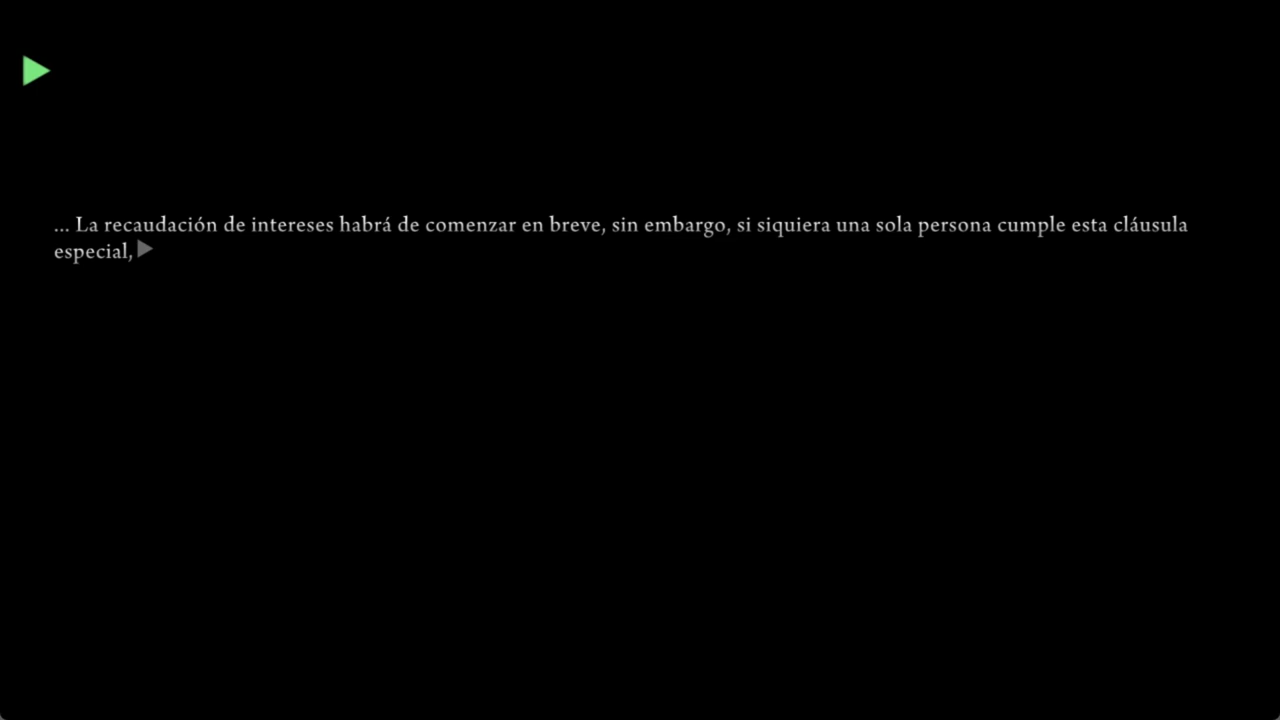 ... La recaudación de intereses habrá de comenzar en breve, sin embargo, si siquiera una sola persona cumple esta cláusula
especial,